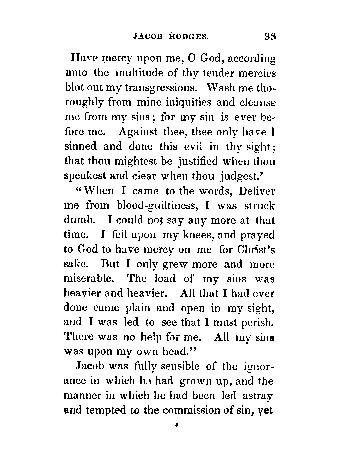 JACOB HODGES. 33
Have mercy upon me, O God, according
unto the multitude of thy tender mercies
blot out my transgressions. Wash me tho-
roughly from mine iniquities and cleanse
me from my sins; for my sin is ever be-
fore me. Against thee, thee only have I
sinned and done this evil in thy sight;
that thou mightest be justified when thou
speakest and clear when thou judgest.'
"When I came to the words, Deliver
me from blood-guiltiness, I was struck
dumb. I could not say any more at that
time. I fell upon my knees, and prayed
to God to have mercy on me for Christ's
sake. But I only grew more and more
miserable. The load of my sins was
heavier and heavier. All that I had ever
done came plain and open in my sight,
and I was led to see that I must perish.
There was no help for me. All my sins
was upon my own head."
Jacob was fully sensible of the ignor-
ance in which he had grown up, and the
manner in which he had been led astray
and tempted to the commission of sin, yet